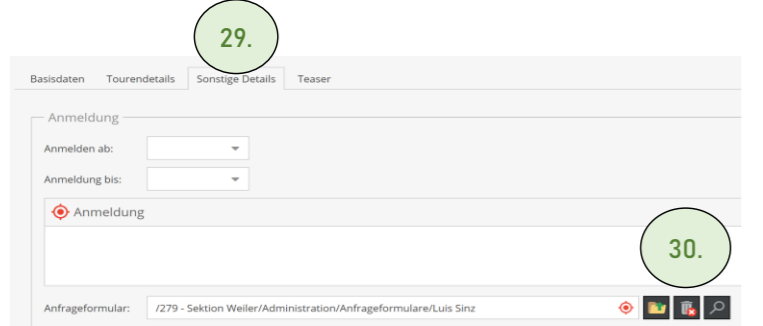 29.
Basisdaten Tourendetails Sonstige Details Teaser
Anmeldung
Anmelden ab:
Anmeldung bis:
Anmeldung
30.
Anfrageformular: /279 - Sektion Weiler/Administration/Anfrageformulare/Luis Sinz